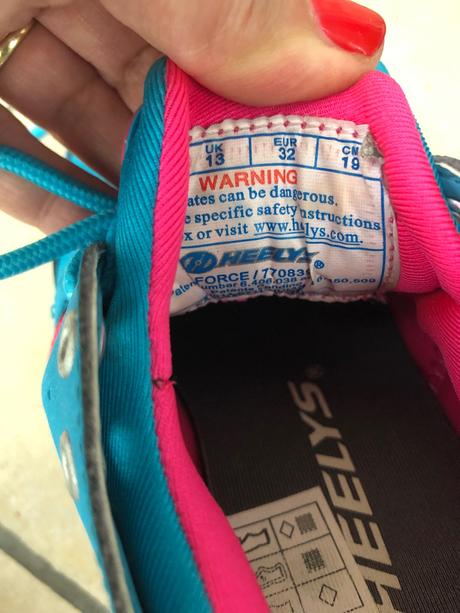 UK EUR CM
13 32 19
WARNING
ates can be dangerous.
e specific safety instructions
x or visit www.heelys.com.
HEELYS®
FORCE / 770839
HEELYS